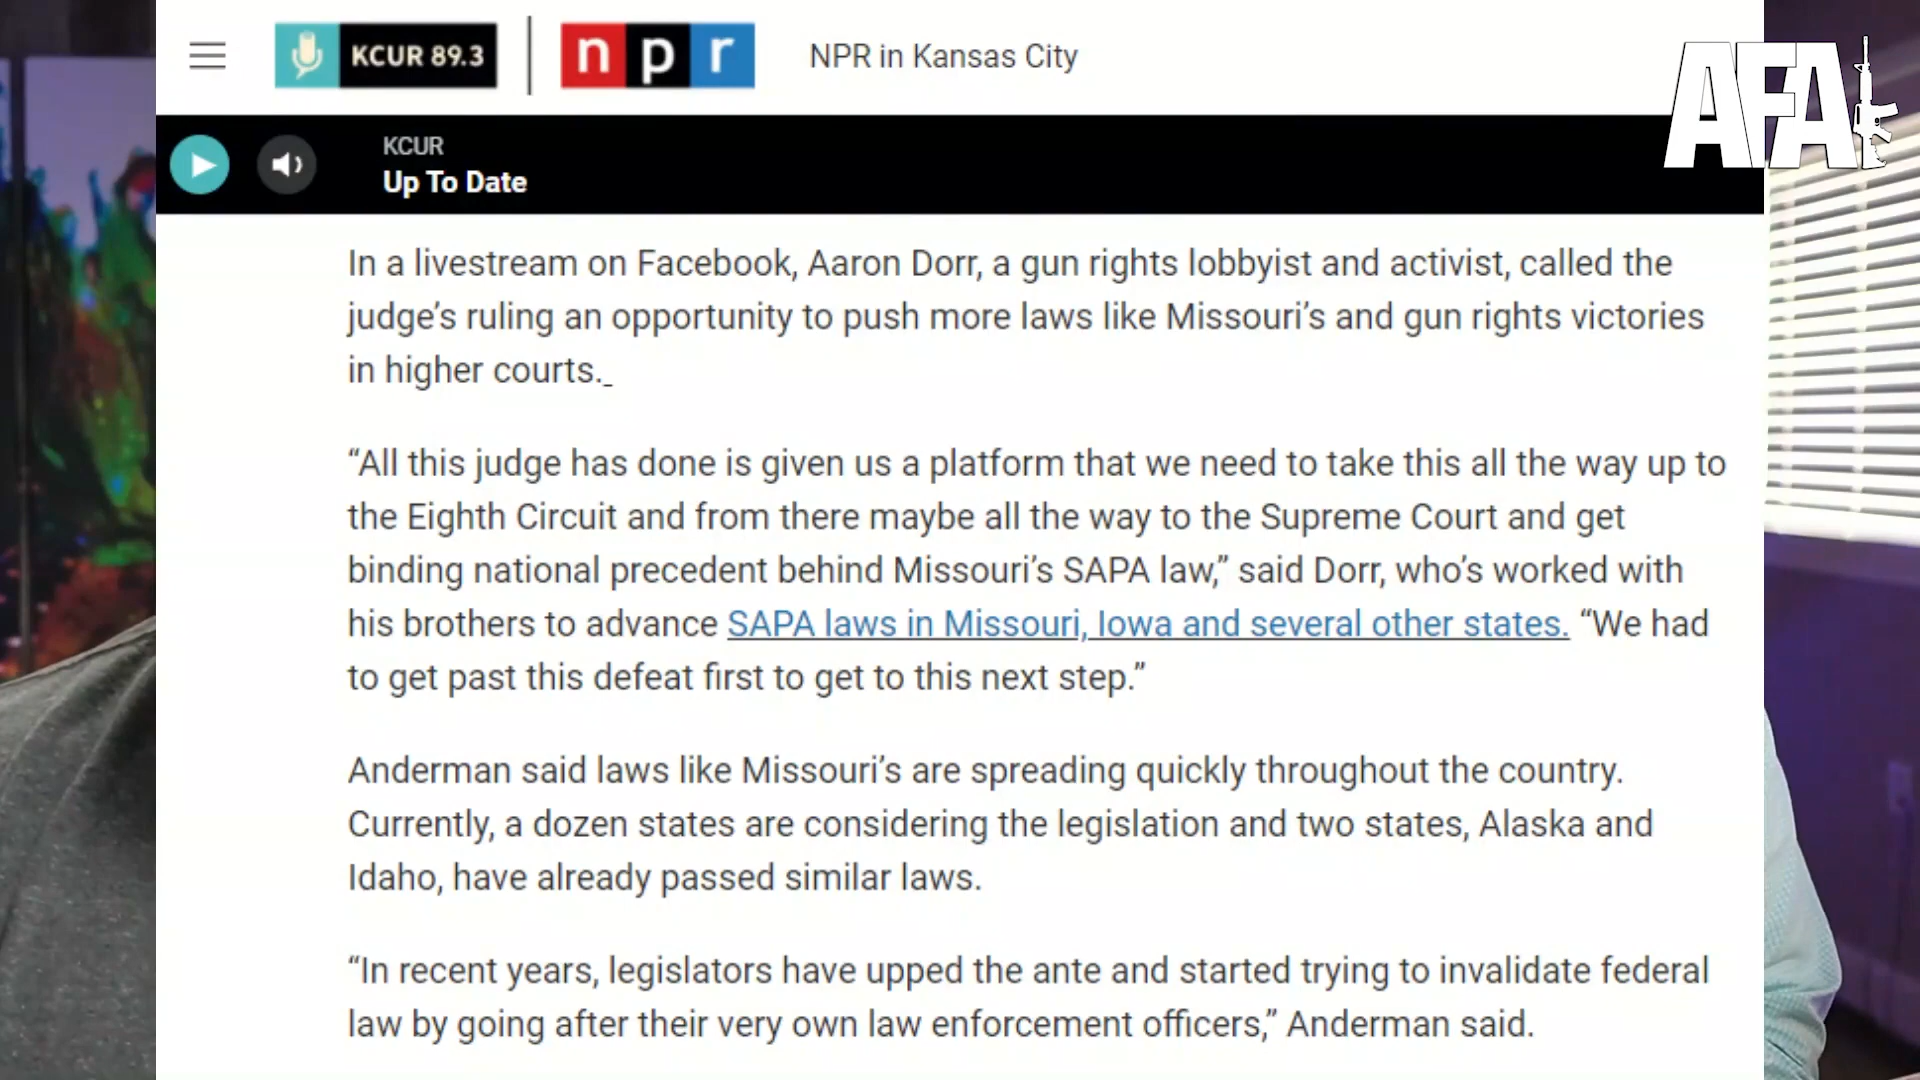 KCUR 89.3
npr
NPR in Kansas City
AFA
KCUR
Up To Date
In a livestream on Facebook, Aaron Dorr, a gun rights lobbyist and activist, called the
judge’s ruling an opportunity to push more laws like Missouri’s and gun rights victories
in higher courts.
“All this judge has done is given us a platform that we need to take this all the way up to
the Eighth Circuit and from there maybe all the way to the Supreme Court and get
binding national precedent behind Missouri’s SAPA law,” said Dorr, who’s worked with
his brothers to advance SAPA laws in Missouri, Iowa and several other states. “We had
to get past this defeat first to get to this next step.”
Anderman said laws like Missouri’s are spreading quickly throughout the country.
Currently, a dozen states are considering the legislation and two states, Alaska and
Idaho, have already passed similar laws.
“In recent years, legislators have upped the ante and started trying to invalidate federal
law by going after their very own law enforcement officers,” Anderman said.